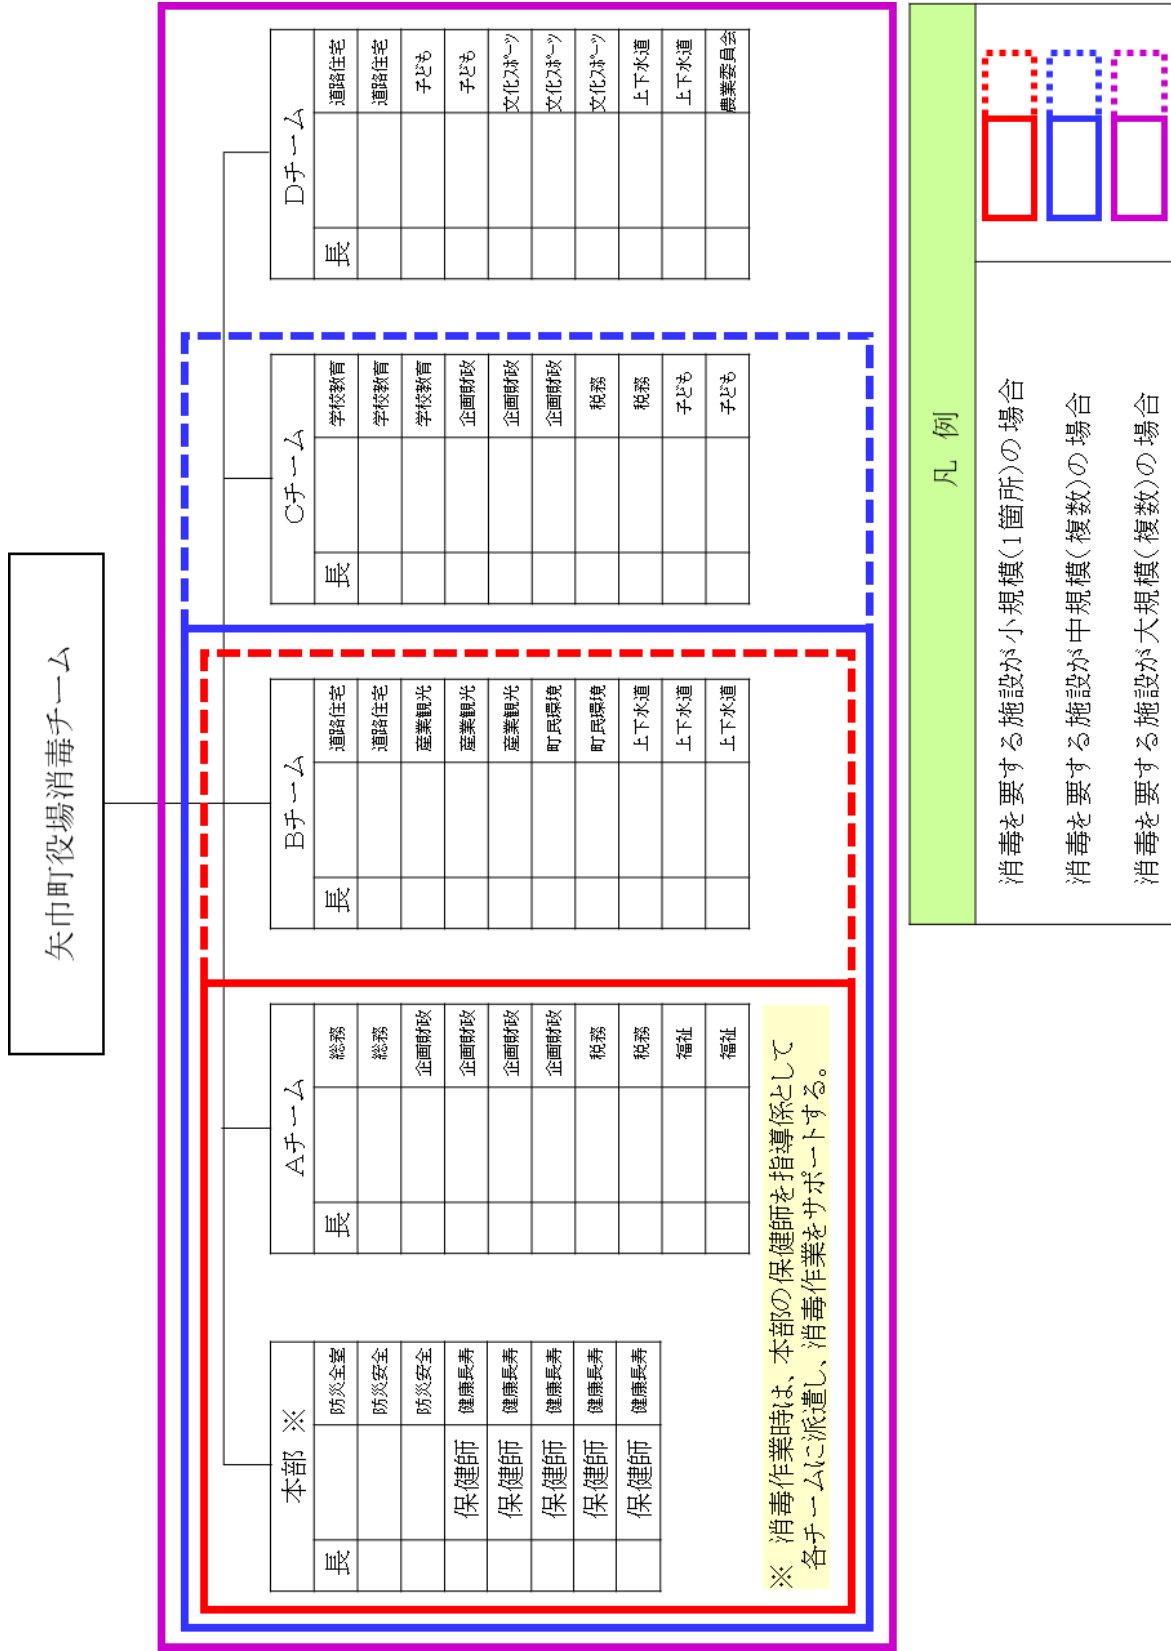 矢巾町役場消毒チーム
本部 ※
長 防災全室
防災安全
防災安全
保健師 健康長寿
保健師 健康長寿
保健師 健康長寿
保健師 健康長寿
保健師 健康長寿
Aチーム
長 総務
総務
企画財政
企画財政
企画財政
企画財政
税務
税務
福祉
福祉
Bチーム
長 道路住宅
道路住宅
産業観光
産業観光
産業観光
町民環境
町民環境
上下水道
上下水道
上下水道
Cチーム
長 学校教育
学校教育
学校教育
企画財政
企画財政
企画財政
税務
税務
子ども
子ども
Dチーム
長 道路住宅
道路住宅
子ども
子ども
文化スポーツ
文化スポーツ
文化スポーツ
上下水道
上下水道
農業委員会
※ 消毒作業時は、本部の保健師を指導係として
各チームに派遣し、消毒作業をサポートする。
凡 例
消毒を要する施設が小規模(1箇所)の場合
消毒を要する施設が中規模(複数)の場合
消毒を要する施設が大規模(複数)の場合